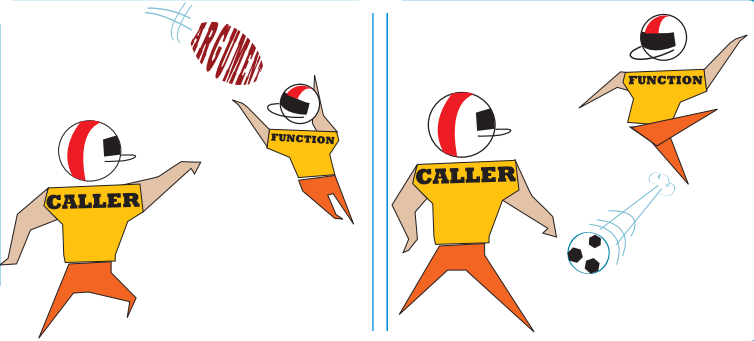 ARGUMENT
FUNCTION
CALLER
FUNCTION
CALLER